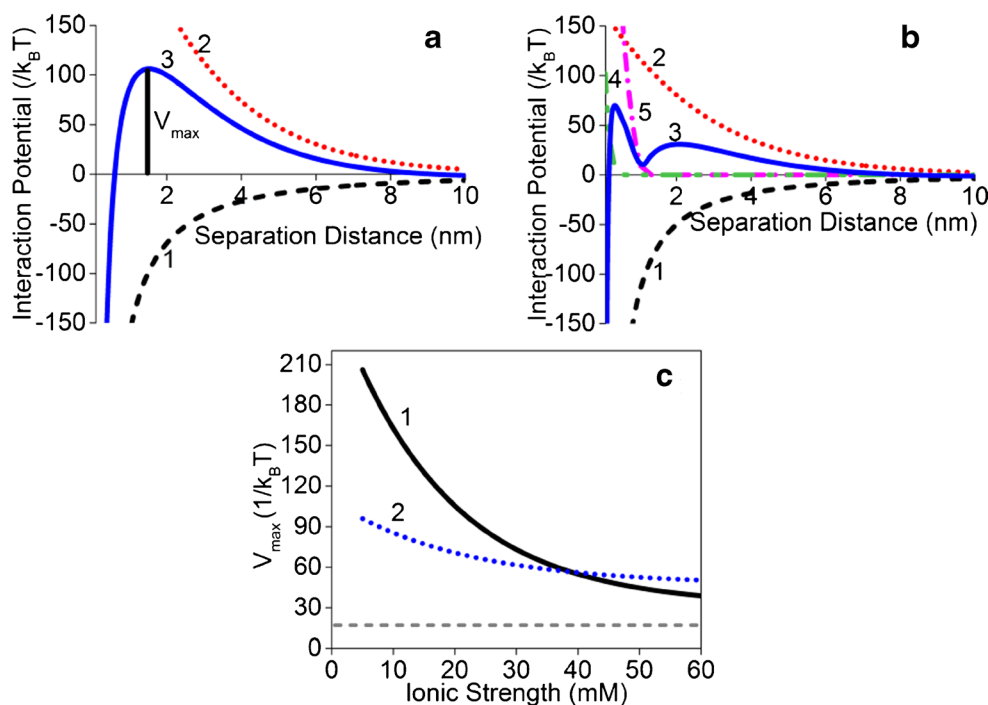 a
Interaction Potential (/kBT)
150
100
50
0
-50
-100
-150
2
3
Vmax
1
2 4 6 8 10
Separation Distance (nm)
b
Interaction Potential (/kBT)
150
100
50
0
-50
-100
-150
4
5
2
3
1
2 4 6 8 10
Separation Distance (nm)
c
Vmax (1/kBT)
210
180
150
120
90
60
30
0
1
2
0 10 20 30 40 50 60
Ionic Strength (mM)